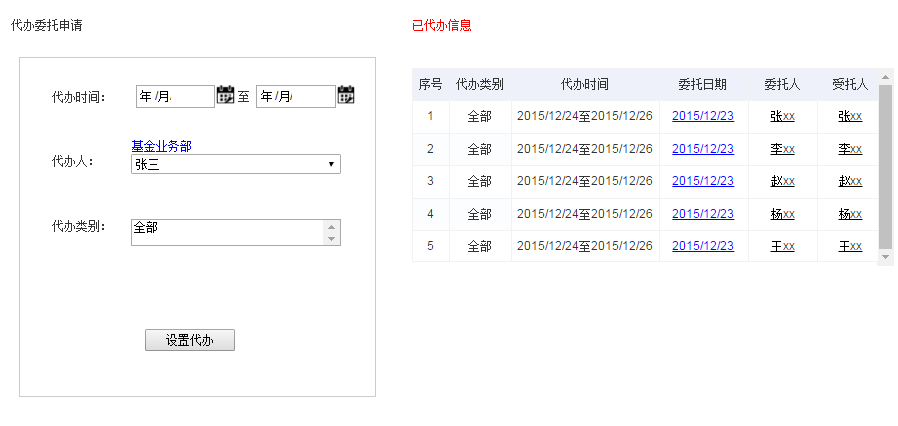 代办委托申请
代办时间： 年 /月/ 至 年 /月/
代办人： 基金业务部
张三
代办类别： 全部
设置代办
已代办信息
序号 代办类别 代办时间 委托日期 委托人 受托人
1 全部 2015/12/24至2015/12/26 2015/12/23 张xx 张xx
2 全部 2015/12/24至2015/12/26 2015/12/23 李xx 李xx
3 全部 2015/12/24至2015/12/26 2015/12/23 赵xx 赵xx
4 全部 2015/12/24至2015/12/26 2015/12/23 杨xx 杨xx
5 全部 2015/12/24至2015/12/26 2015/12/23 王xx 王xx